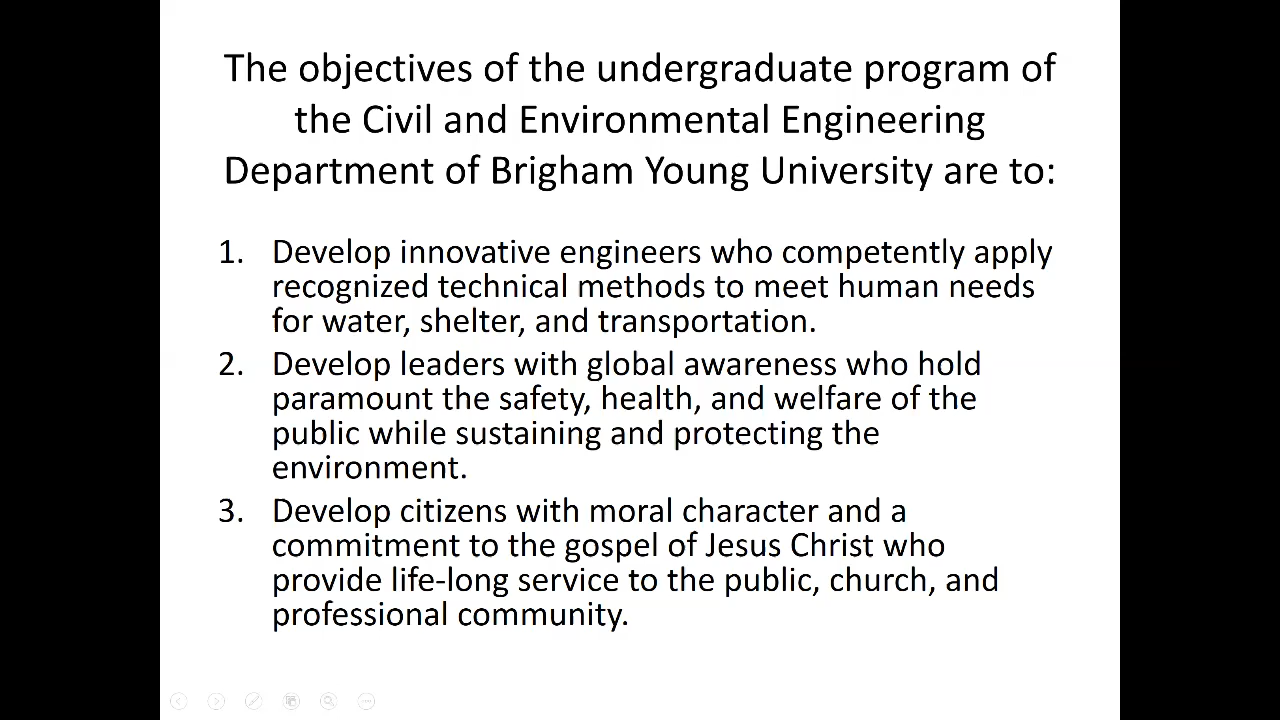 The objectives of the undergraduate program of
the Civil and Environmental Engineering
Department of Brigham Young University are to:
1. Develop innovative engineers who competently apply
recognized technical methods to meet human needs
for water, shelter, and transportation.
2. Develop leaders with global awareness who hold
paramount the safety, health, and welfare of the
public while sustaining and protecting the
environment.
3. Develop citizens with moral character and a
commitment to the gospel of Jesus Christ who
provide life-long service to the public, church, and
professional community.